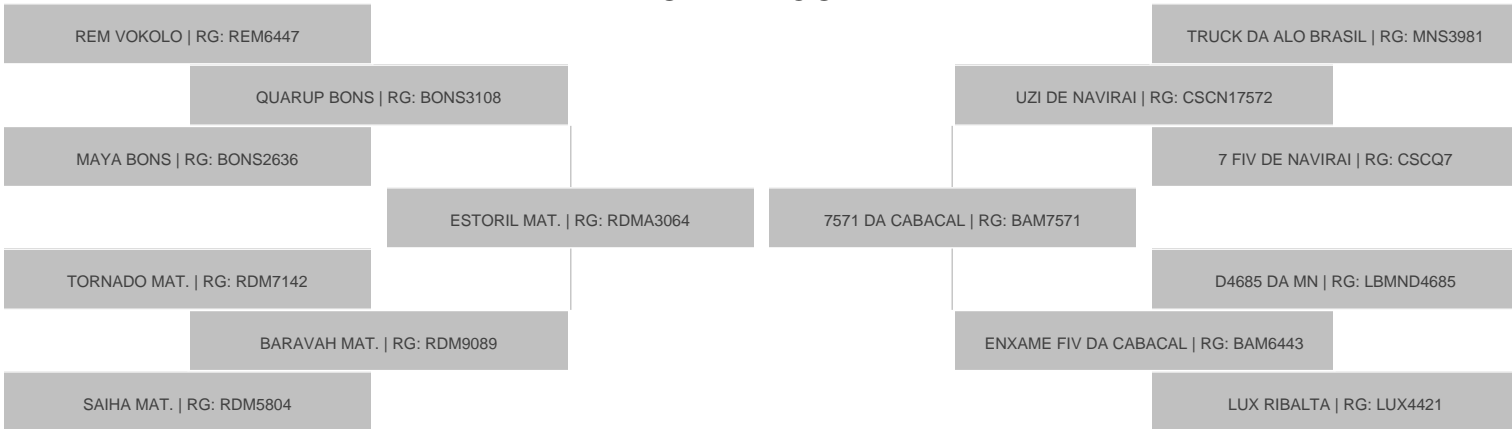 REM VOKOLO | RG: REM6447
TRUCK DA ALO BRASIL | RG: MNS3981
QUARUP BONS | RG: BONS3108
UZI DE NAVIRAI | RG: CSCN17572
MAYA BONS | RG: BONS2636
7 FIV DE NAVIRAI | RG: CSCQ7
ESTORIL MAT. | RG: RDMA3064
7571 DA CABACAL | RG: BAM7571
TORNADO MAT. | RG: RDM7142
D4685 DA MN | RG: LBMND4685
BARAVAH MAT. | RG: RDM9089
ENXAME FIV DA CABACAL | RG: BAM6443
SAIHA MAT. | RG: RDM5804
LUX RIBALTA | RG: LUX4421